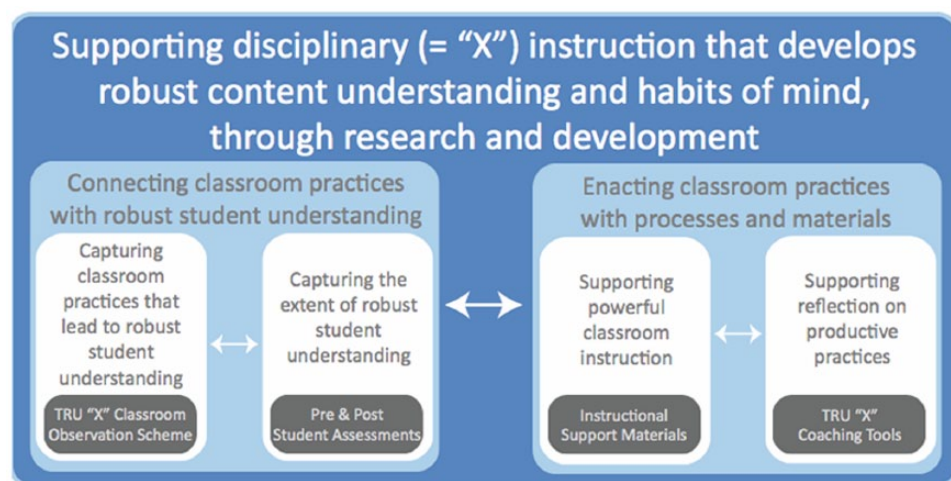 Supporting disciplinary (= “X”) instruction that develops
robust content understanding and habits of mind,
through research and development
Connecting classroom practices
with robust student understanding
Capturing
classroom
practices that
lead to robust
student
understanding
TRU “X” Classroom
Observation Scheme
Capturing the
extent of robust
student
understanding
Pre & Post
Student Assessments
Enacting classroom practices
with processes and materials
Supporting
powerful
classroom
instruction
Instructional
Support Materials
Supporting
reflection on
productive
practices
TRU “X”
Coaching Tools